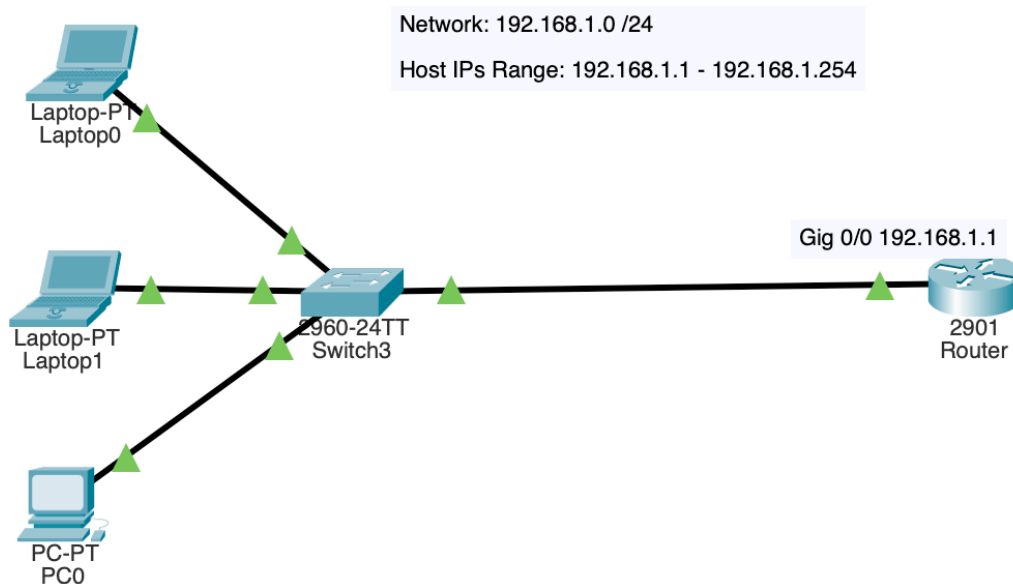 Network: 192.168.1.0 /24
Host IPs Range: 192.168.1.1 - 192.168.1.254
Laptop-PT
Laptop0
Gig 0/0 192.168.1.1
Laptop-PT
Laptop1
2960-24TT
Switch3
2901
Router
PC-PT
PC0